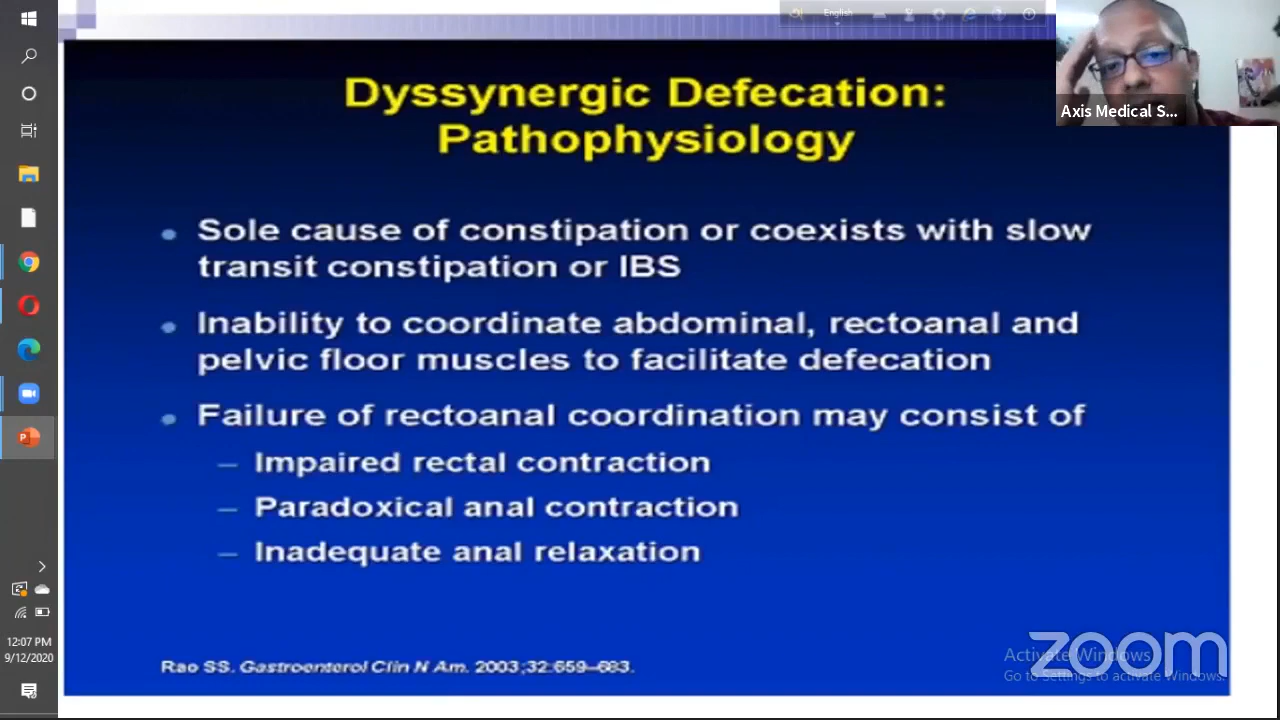 English
Axis Medical S...
Dyssynergic Defecation:
Pathophysiology
• Sole cause of constipation or coexists with slow
transit constipation or IBS
• Inability to coordinate abdominal, rectoanal and
pelvic floor muscles to facilitate defecation
• Failure of rectoanal coordination may consist of
– Impaired rectal contraction
– Paradoxical anal contraction
– Inadequate anal relaxation
Rao SS. Gastroenterol Clin N Am. 2003;32:659–683.
Activate Windows
Go to Settings to activate Windows.
zoom
12:07 PM
9/12/2020